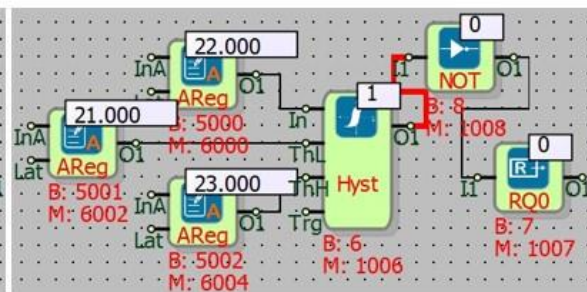 0
22.000
InA
O1
AReg
B: 5000
M: 6000
I1
O1
NOT
B: 8
M: 1008
21.000
InA
O1
Lat
AReg
B: 5001
M: 6002
1
In
ThL
ThH
Trg
O1
Hyst
B: 6
M: 1006
23.000
InA
O1
Lat
AReg
B: 5002
M: 6004
0
I1
R
O
RQ0
B: 7
M: 1007